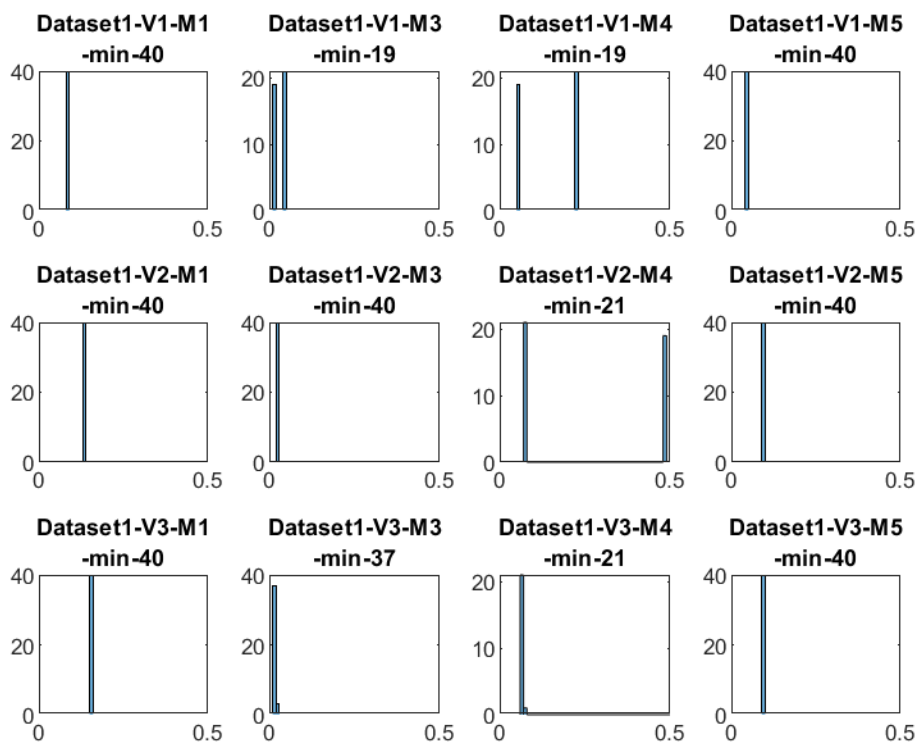 Dataset1-V1-M1
-min-40
40
20
0
0
0.5
Dataset1-V1-M3
-min-19
20
10
0
0
0.5
Dataset1-V1-M4
-min-19
20
10
0
0
0.5
Dataset1-V1-M5
-min-40
40
20
0
0
0.5
Dataset1-V2-M1
-min-40
40
20
0
0
0.5
Dataset1-V2-M3
-min-40
40
20
0
0
0.5
Dataset1-V2-M4
-min-21
20
10
0
0
0.5
Dataset1-V2-M5
-min-40
40
20
0
0
0.5
Dataset1-V3-M1
-min-40
40
20
0
0
0.5
Dataset1-V3-M3
-min-37
40
20
0
0
0.5
Dataset1-V3-M4
-min-21
20
10
0
0
0.5
Dataset1-V3-M5
-min-40
40
20
0
0
0.5